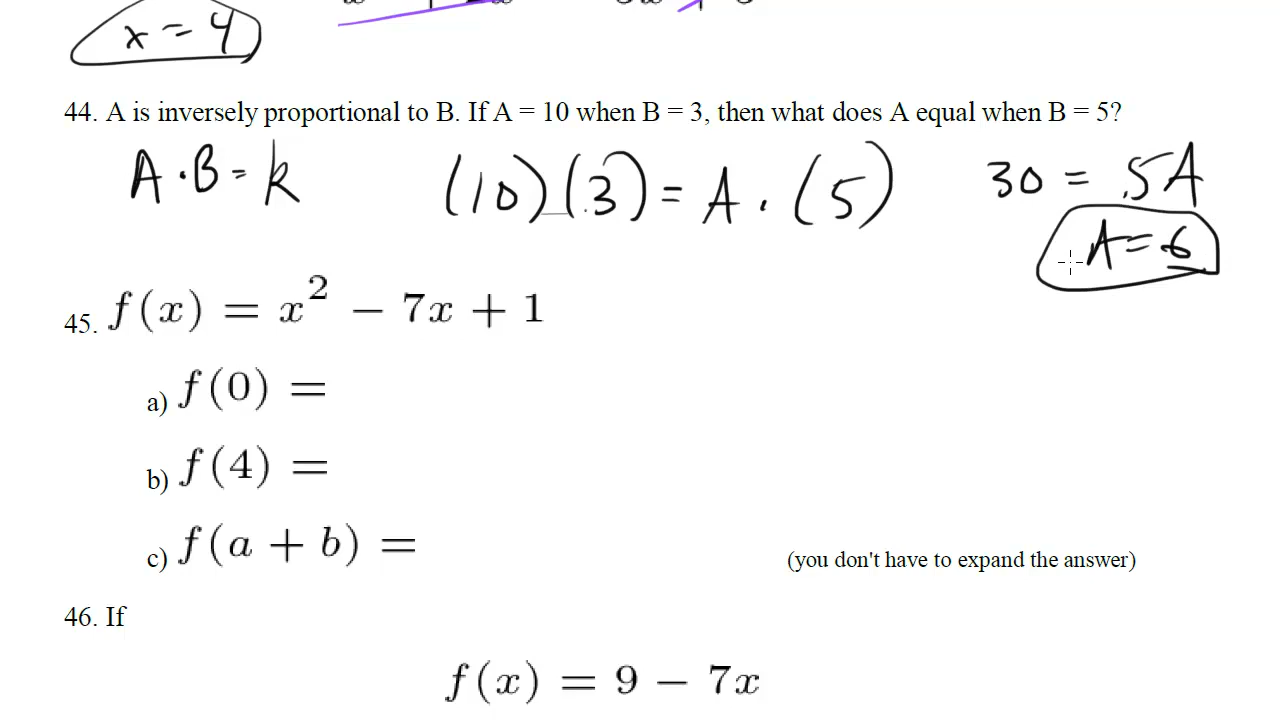 x = 4
44. A is inversely proportional to B. If A = 10 when B = 3, then what does A equal when B = 5?
A · B = k (10)(3) = A · (5) 30 = 5A
A = 6
45. f(x) = x² − 7x + 1
a) f(0) =
b) f(4) =
c) f(a + b) =
(you don't have to expand the answer)
46. If
f(x) = 9 − 7x